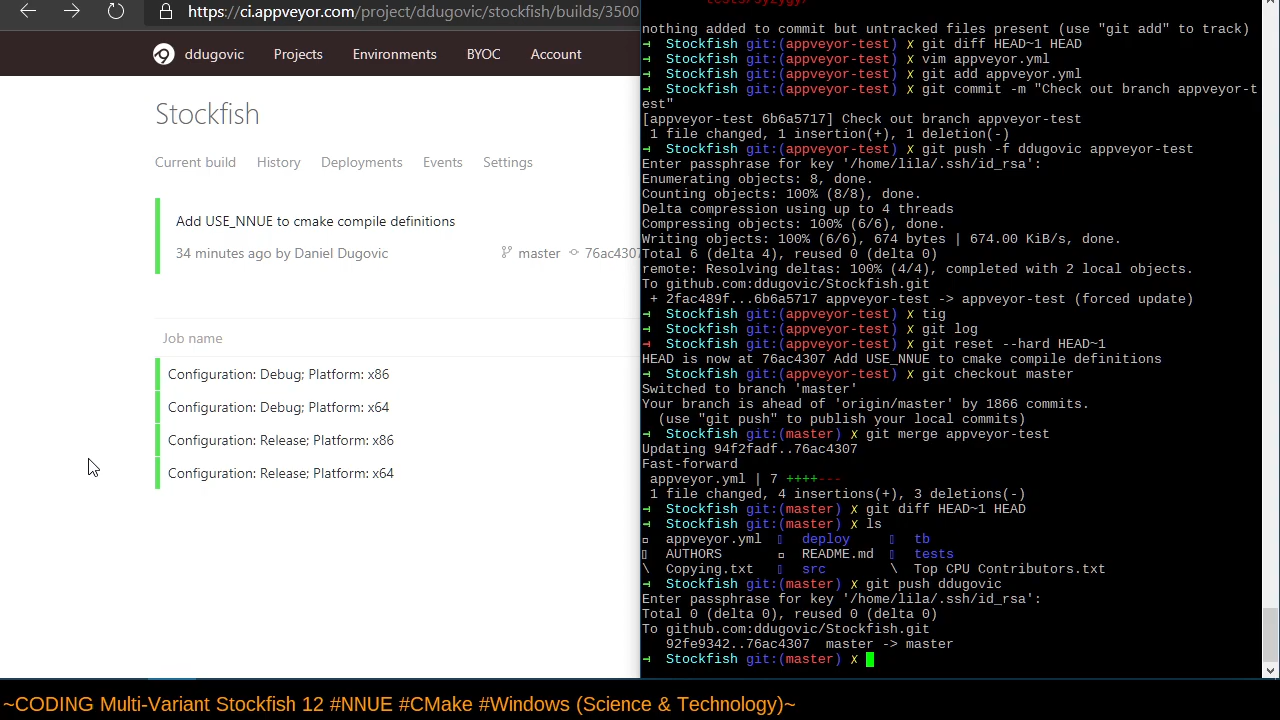 https://ci.appveyor.com/project/ddugovic/stockfish/builds/3500
ddugovic Projects Environments BYOC Account
Stockfish
Current build History Deployments Events Settings
Add USE_NNUE to cmake compile definitions
34 minutes ago by Daniel Dugovic master 76ac4307
Job name
Configuration: Debug; Platform: x86
Configuration: Debug; Platform: x64
Configuration: Release; Platform: x86
Configuration: Release; Platform: x64
nothing added to commit but untracked files present (use "git add" to track)
Stockfish git:(appveyor-test) ✗ git diff HEAD~1 HEAD
Stockfish git:(appveyor-test) ✗ vim appveyor.yml
Stockfish git:(appveyor-test) ✗ git add appveyor.yml
Stockfish git:(appveyor-test) ✗ git commit -m "Check out branch appveyor-t
est"
[appveyor-test 6b6a5717] Check out branch appveyor-test
1 file changed, 1 insertion(+), 1 deletion(-)
Stockfish git:(appveyor-test) ✗ git push -f ddugovic appveyor-test
Enter passphrase for key '/home/lila/.ssh/id_rsa':
Enumerating objects: 8, done.
Counting objects: 100% (8/8), done.
Delta compression using up to 4 threads
Compressing objects: 100% (6/6), done.
Writing objects: 100% (6/6), 674 bytes | 674.00 KiB/s, done.
Total 6 (delta 4), reused 0 (delta 0)
remote: Resolving deltas: 100% (4/4), completed with 2 local objects.
To github.com:ddugovic/Stockfish.git
+ 2fac489f...6b6a5717 appveyor-test -> appveyor-test (forced update)
Stockfish git:(appveyor-test) ✗ tig
Stockfish git:(appveyor-test) ✗ git log
Stockfish git:(appveyor-test) ✗ git reset --hard HEAD~1
HEAD is now at 76ac4307 Add USE_NNUE to cmake compile definitions
Stockfish git:(appveyor-test) ✗ git checkout master
Switched to branch 'master'
Your branch is ahead of 'origin/master' by 1866 commits.
(use "git push" to publish your local commits)
Stockfish git:(master) ✗ git merge appveyor-test
Updating 94f2fadf..76ac4307
Fast-forward
appveyor.yml | 7 ++++---
1 file changed, 4 insertions(+), 3 deletions(-)
Stockfish git:(master) ✗ git diff HEAD~1 HEAD
Stockfish git:(master) ✗ ls
appveyor.yml deploy tb
AUTHORS README.md tests
\ Copying.txt src \ Top CPU Contributors.txt
Stockfish git:(master) ✗ git push ddugovic
Enter passphrase for key '/home/lila/.ssh/id_rsa':
Total 0 (delta 0), reused 0 (delta 0)
To github.com:ddugovic/Stockfish.git
92fe9342..76ac4307 master -> master
Stockfish git:(master) ✗
~CODING Multi-Variant Stockfish 12 #NNUE #CMake #Windows (Science & Technology)~